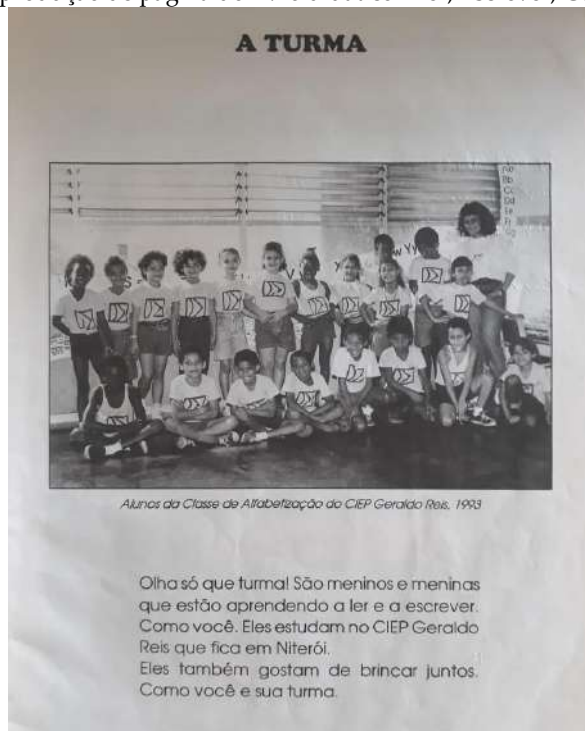 A TURMA
Alunos da Classe de Alfabetização do CIEP Geraldo Reis, 1993
Olha só que turma! São meninos e meninas
que estão aprendendo a ler e a escrever.
Como você. Eles estudam no CIEP Geraldo
Reis que fica em Niterói.
Eles também gostam de brincar juntos.
Como você e sua turma.